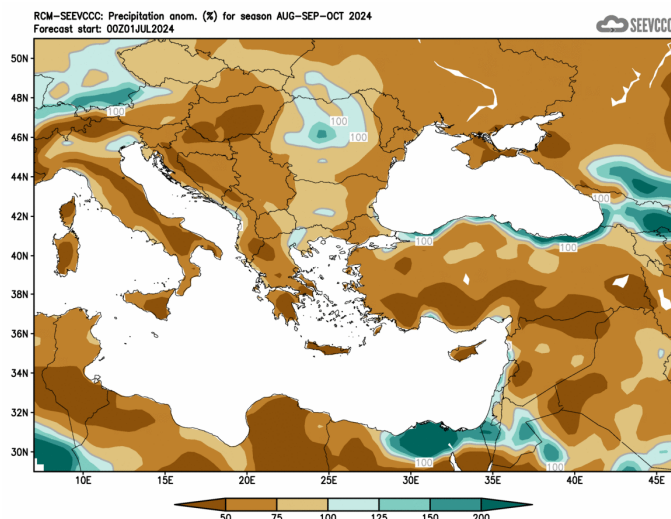 RCM-SEEVCCC: Precipitation anom. (%) for season AUG-SEP-OCT 2024
Forecast start: 00Z01JUL2024
SEEVCCC
50N
48N
100
100
46N
100
44N
100
42N
100
100
40N
38N
36N
34N
32N
30N
100
100
10E
15E
20E
25E
30E
35E
40E
45E
50
75
100
125
150
200